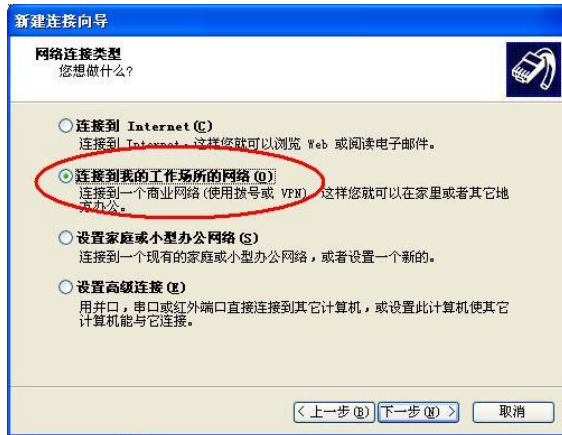 新建连接向导
网络连接类型
您想做什么?
连接到 Internet(C)
连接到 Internet，这样您就可以浏览 Web 或阅读电子邮件。
连接到我的工作场所的网络(O)
连接到一个商业网络(使用拨号或 VPN)，这样您就可以在家里或者其它地
方办公。
设置家庭或小型办公网络(S)
连接到一个现有的家庭或小型办公网络，或者设置一个新的。
设置高级连接(E)
用并口，串口或红外端口直接连接到其它计算机，或设置此计算机使其它
计算机能与它连接。
< 上一步(B) 下一步(N) > 取消